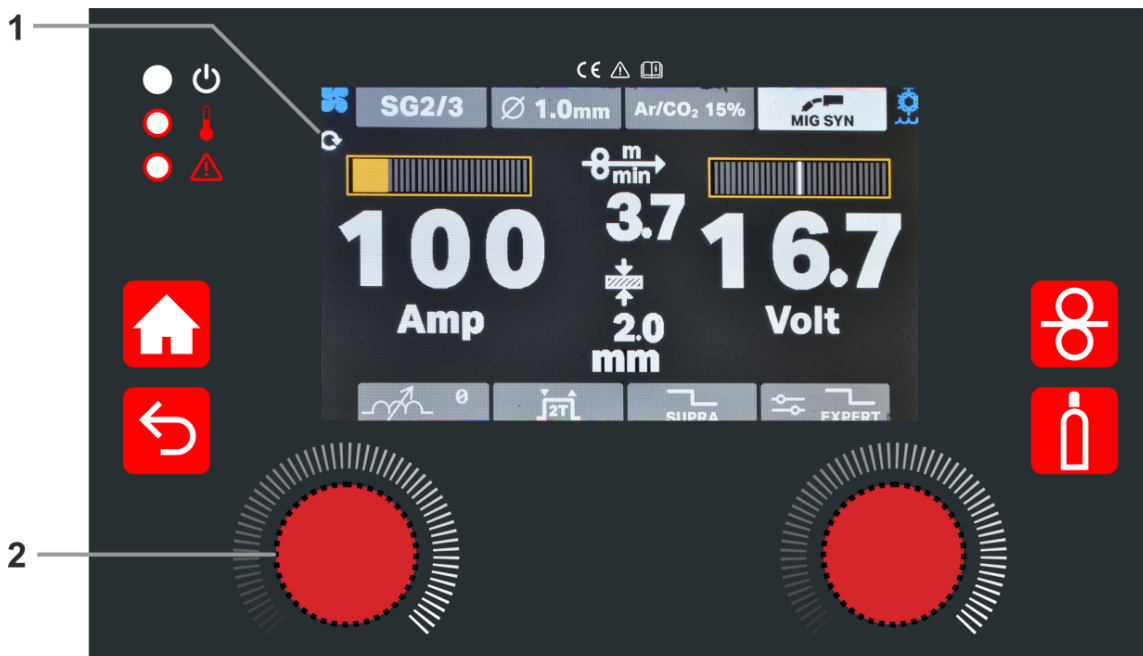 1
CE
SG2/3
Ø 1.0mm
Ar/CO₂ 15%
MIG SYN
m
min
3.7
100
16.7
Amp
Volt
2.0
mm
0
2T
SUPRA
EXPERT
2